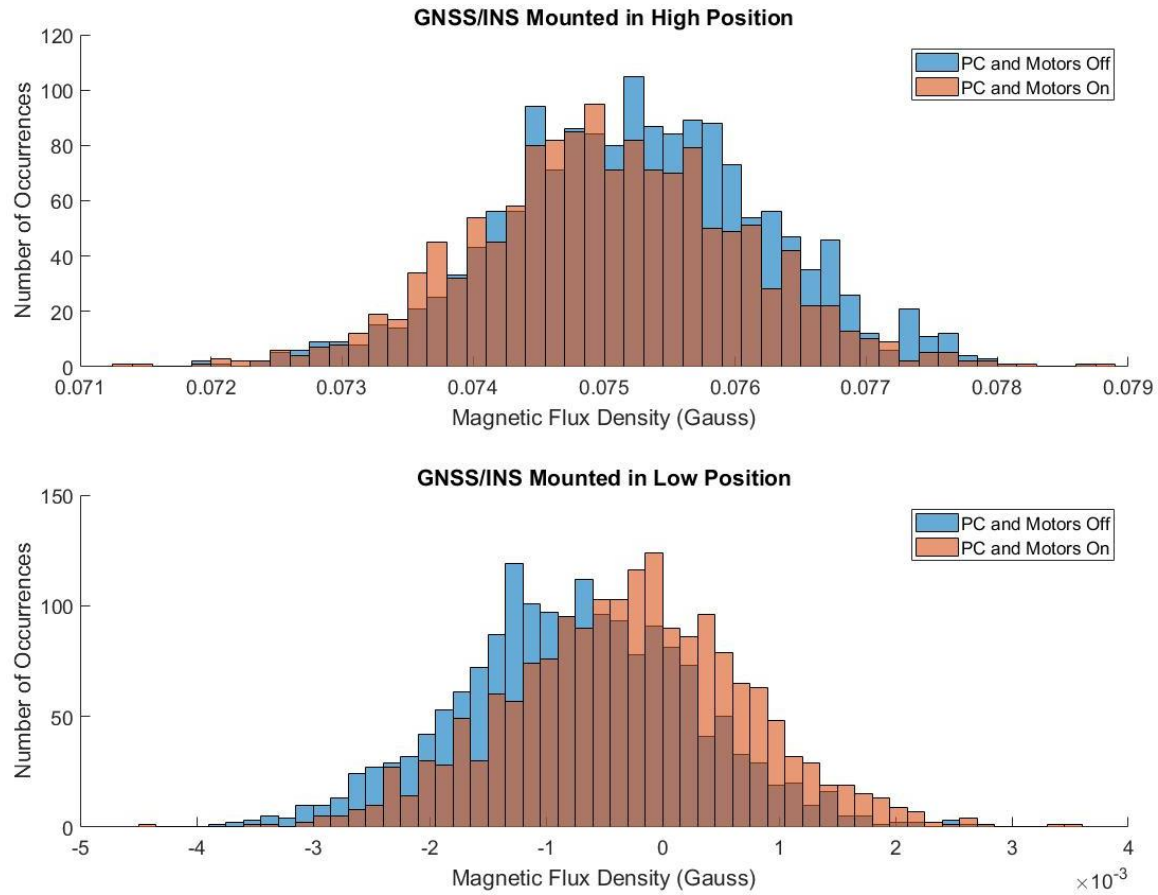 GNSS/INS Mounted in High Position
120
100
80
60
40
20
0
Number of Occurrences
PC and Motors Off
PC and Motors On
0.071 0.072 0.073 0.074 0.075 0.076 0.077 0.078 0.079
Magnetic Flux Density (Gauss)
GNSS/INS Mounted in Low Position
150
100
50
0
Number of Occurrences
PC and Motors Off
PC and Motors On
-5 -4 -3 -2 -1 0 1 2 3 4
Magnetic Flux Density (Gauss)
×10⁻³